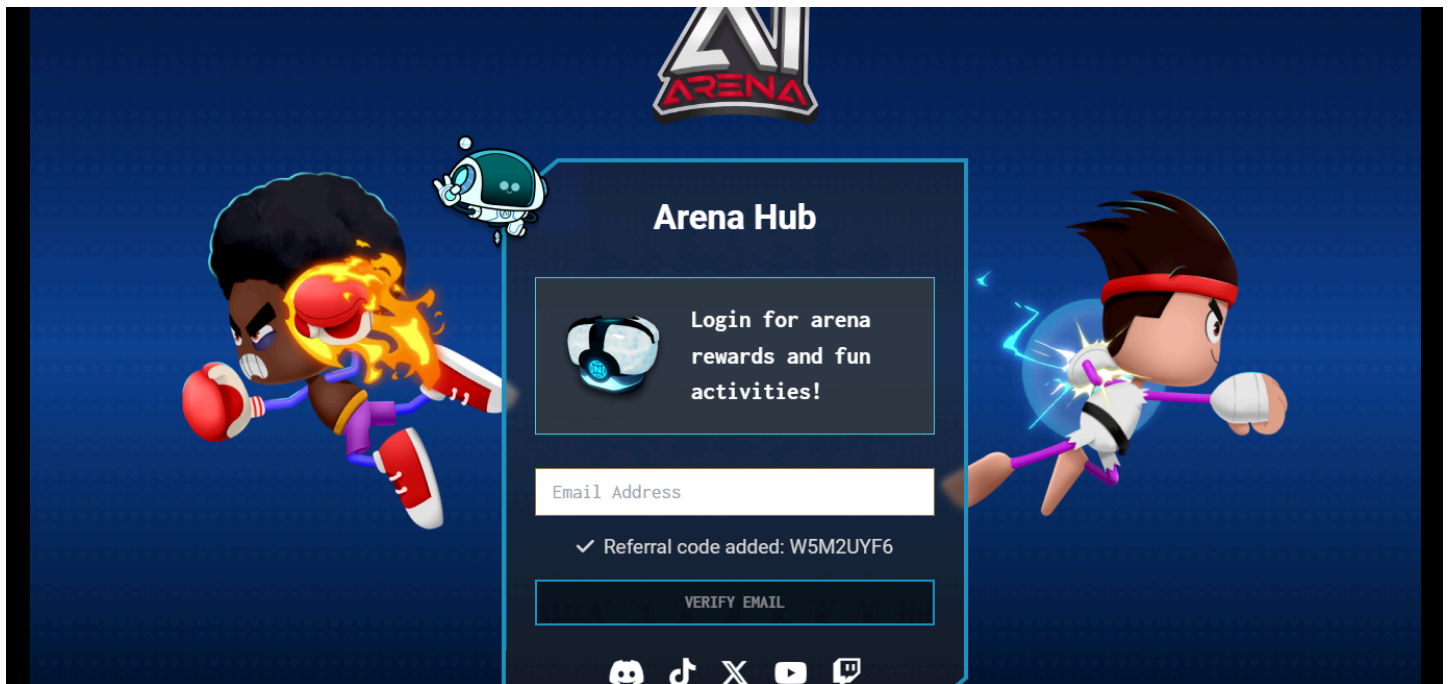 AI
ARENA
Arena Hub
Login for arena
rewards and fun
activities!
Email Address
Referral code added: W5M2UYF6
VERIFY EMAIL